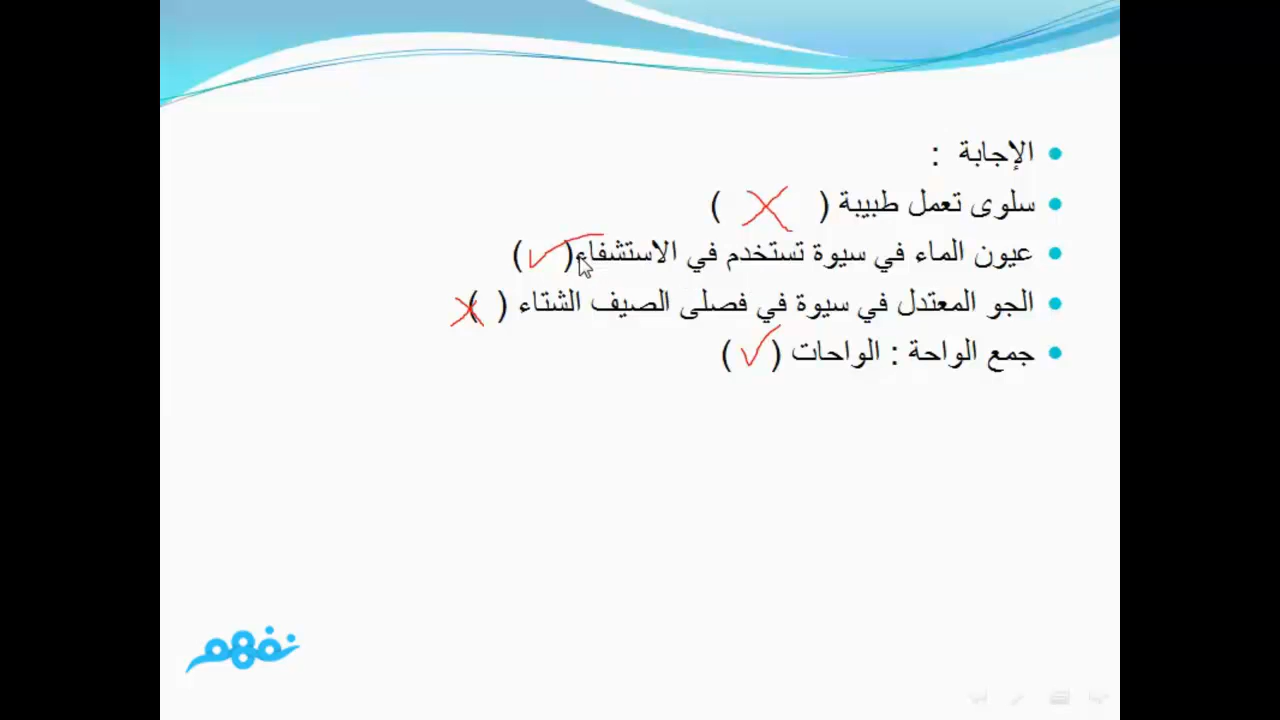 الإجابة :
سلوى تعمل طبيبة ( X )
عيون الماء في سيوة تستخدم في الاستشفاء( ✓ )
الجو المعتدل في سيوة في فصلى الصيف الشتاء ( X )
جمع الواحة : الواحات ( ✓ )
نفهم